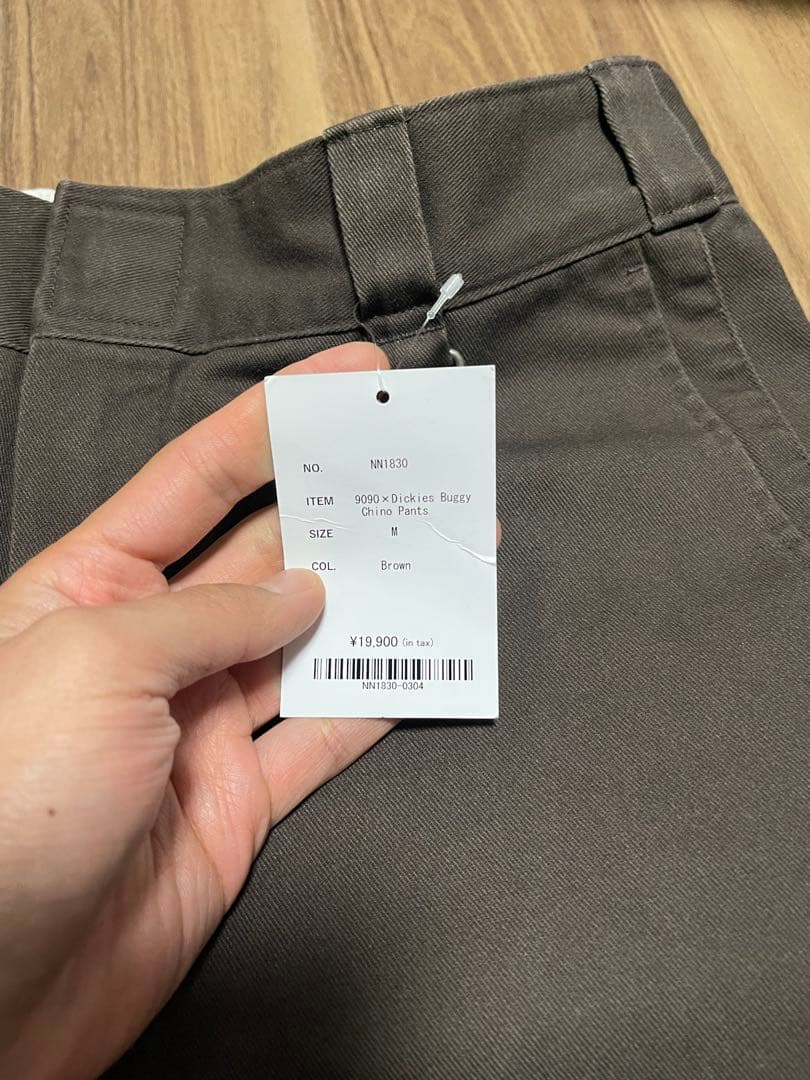 NO. NN1830
ITEM 9090×Dickies Buggy
Chino Pants
SIZE M
COL. Brown
¥19,900 (in tax)
NN1830-0304